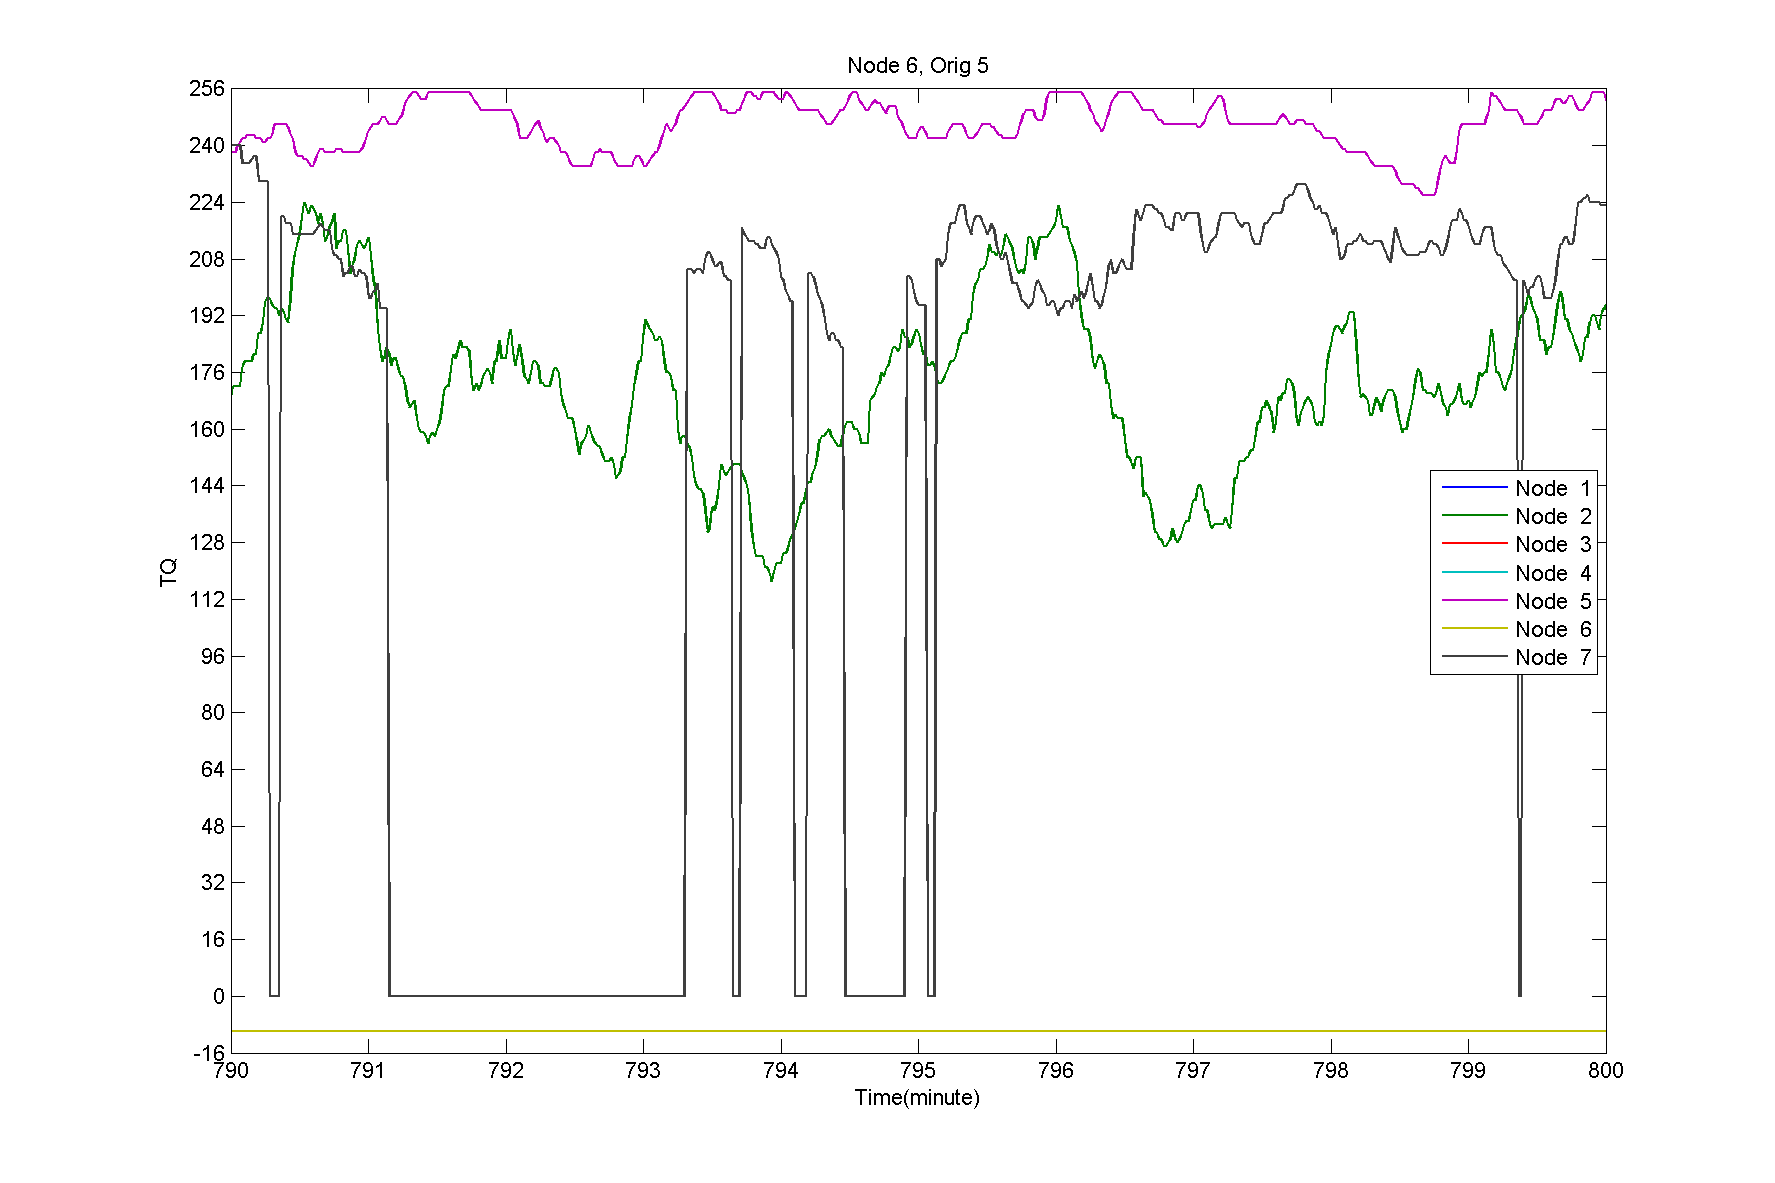 Node 6, Orig 5
256
240
224
208
192
176
160
144
128
112
96
80
64
48
32
16
0
-16
TQ
Node 1
Node 2
Node 3
Node 4
Node 5
Node 6
Node 7
790 791 792 793 794 795 796 797 798 799 800
Time(minute)